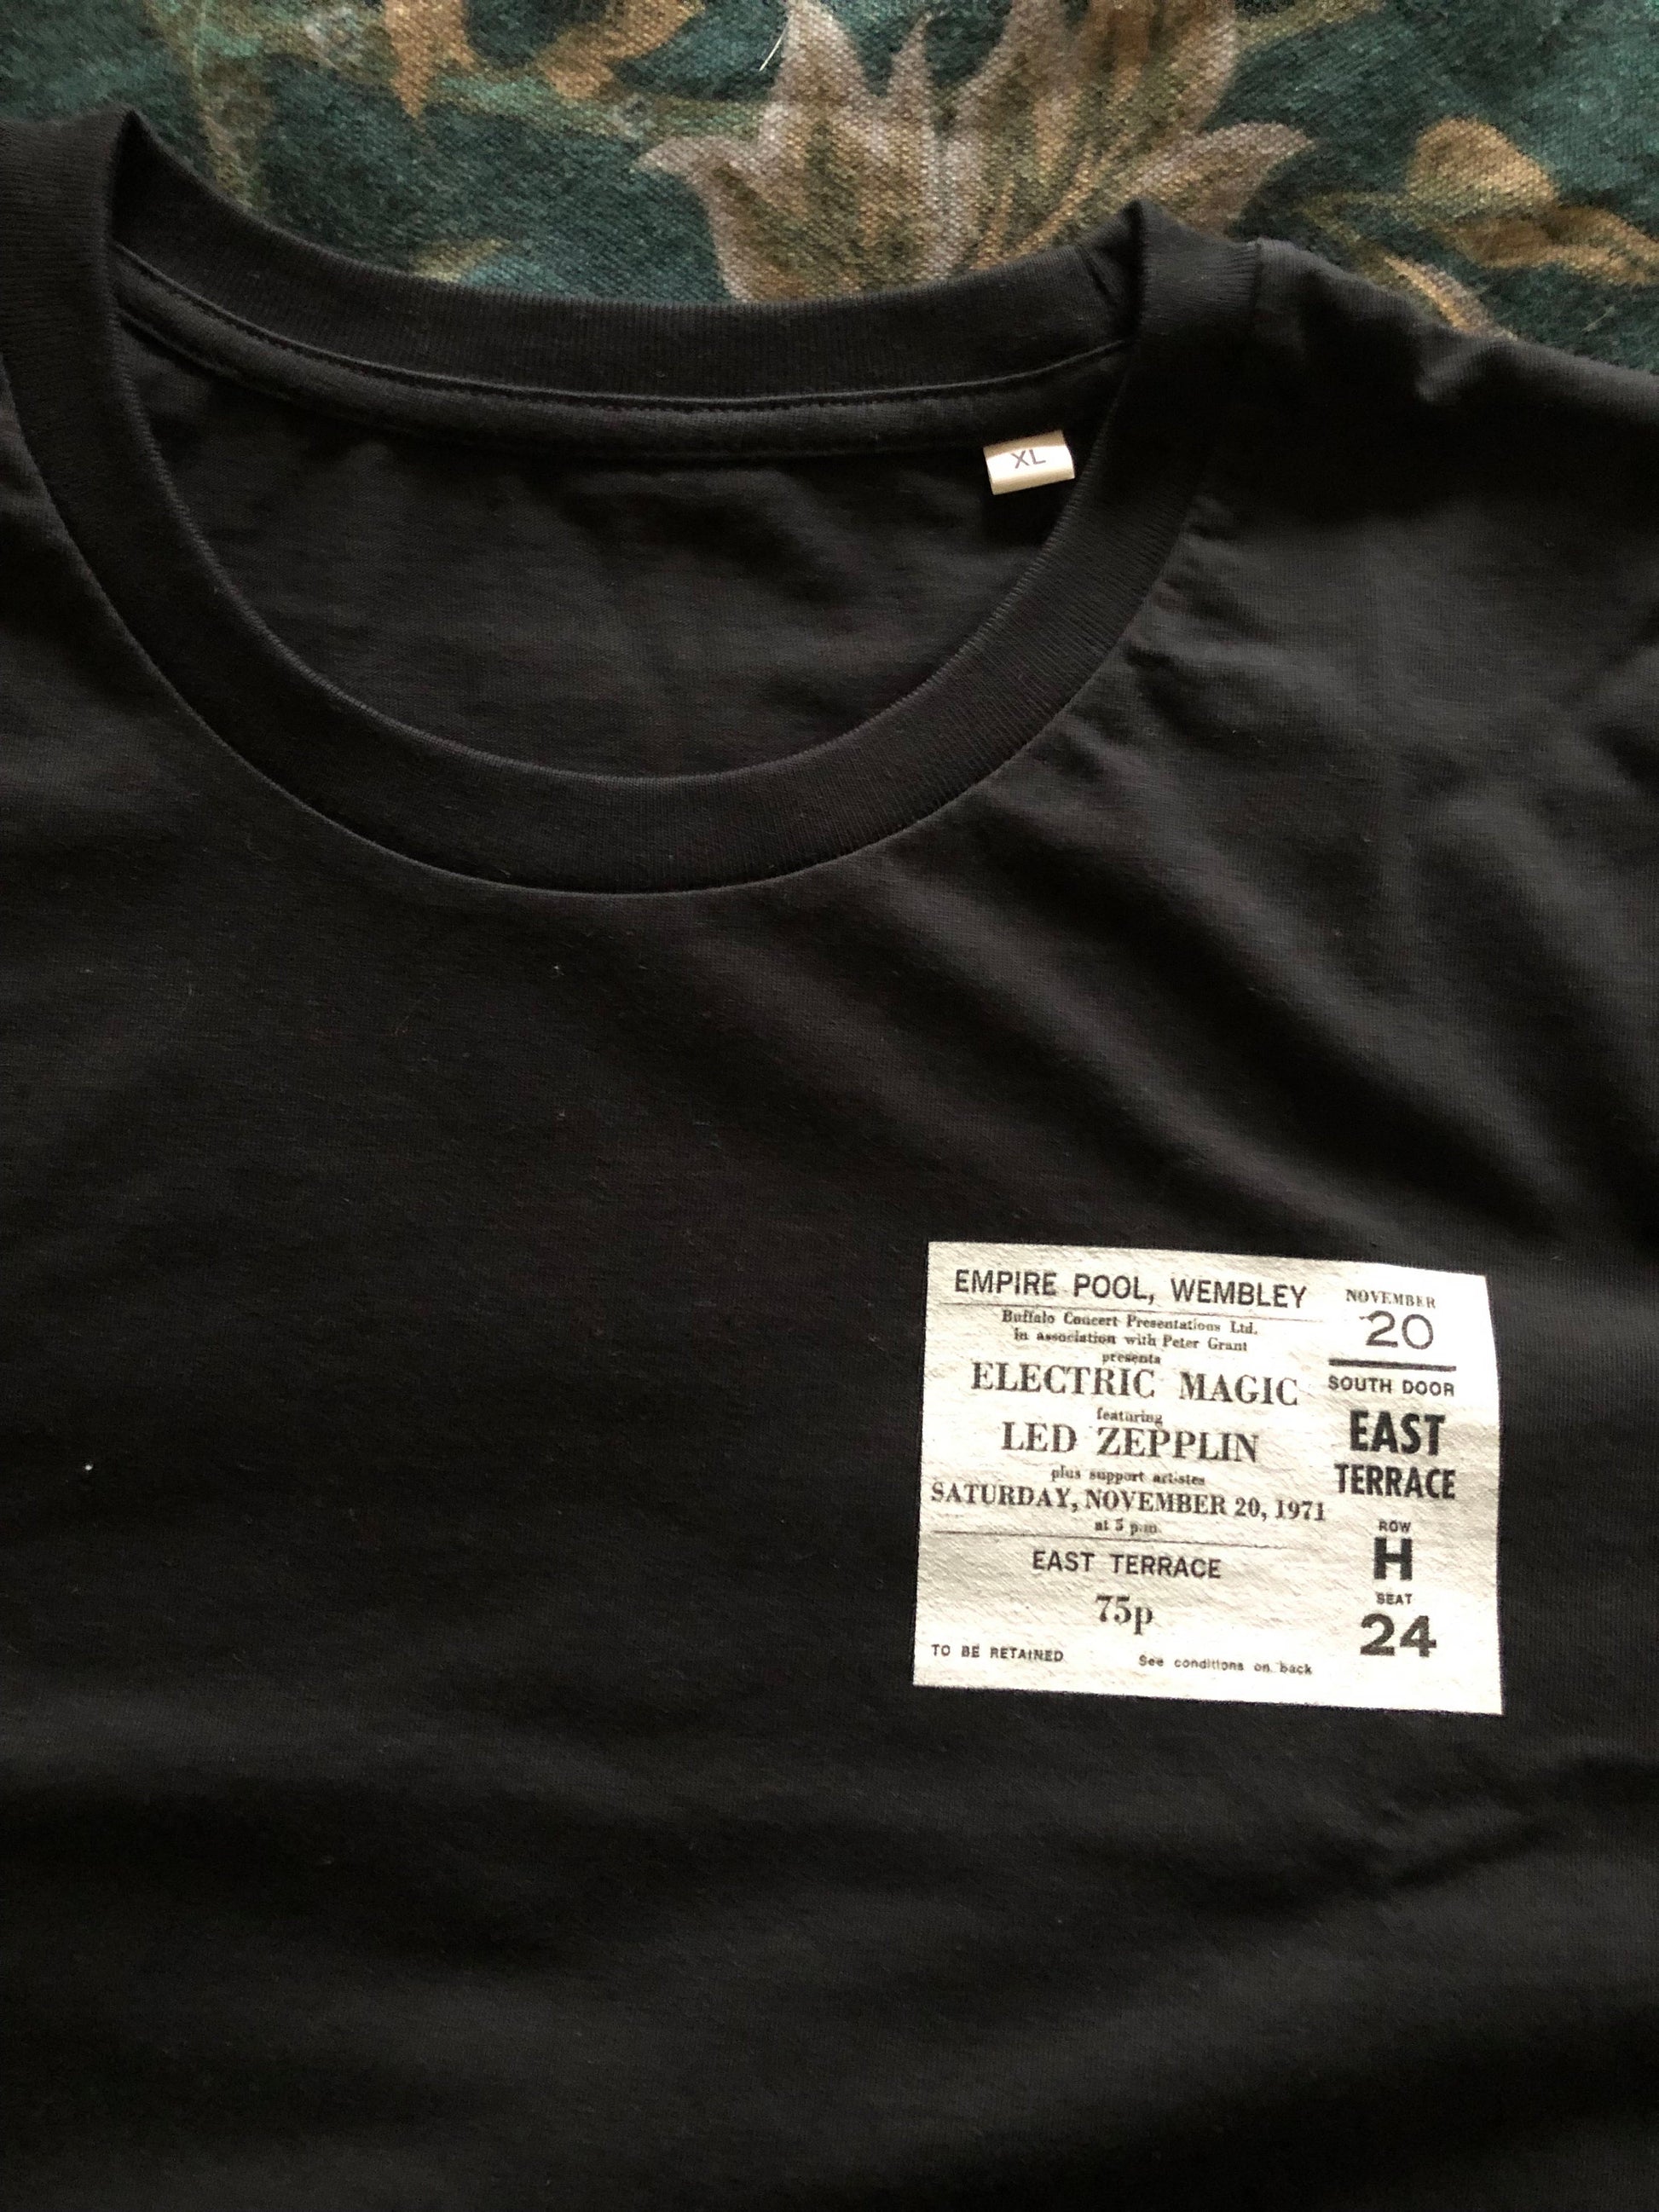 XL
EMPIRE POOL, WEMBLEY
Buffalo Concert Presentations Ltd.
in association with Peter Grant
presents
ELECTRIC MAGIC
featuring
LED ZEPPLIN
plus support artistes
SATURDAY, NOVEMBER 20, 1971
at 5 p.m.
EAST TERRACE
75p
TO BE RETAINED
See conditions on back
NOVEMBER
20
SOUTH DOOR
EAST
TERRACE
ROW
H
SEAT
24